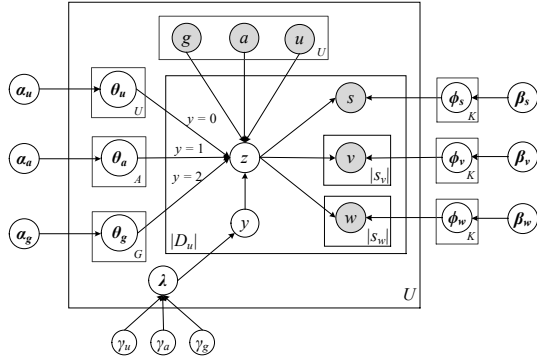 g a u
U
α_u θ_u U y = 0 s ϕ_s K β_s
α_a θ_a A y = 1 z v |s_v| ϕ_v K β_v
y = 2
α_g θ_g G |D_u| y w |s_w| ϕ_w K β_w
λ U
γ_u γ_a γ_g